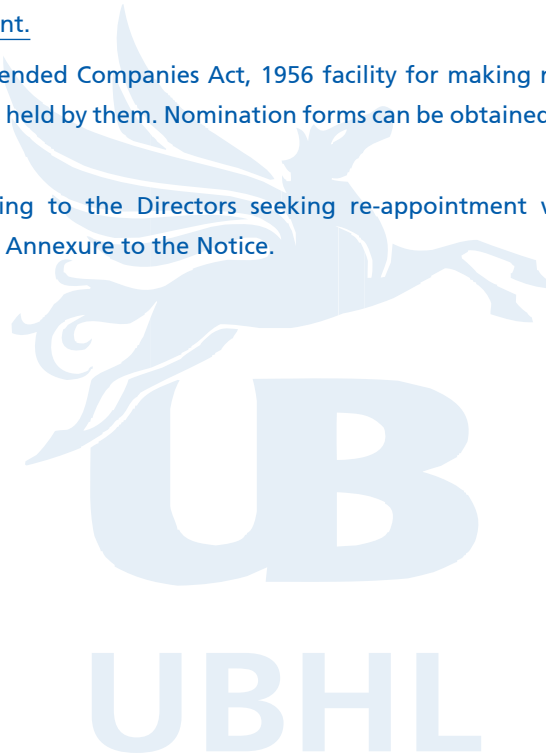 nt.
ended Companies Act, 1956 facility for making
held by them. Nomination forms can be obtained
ing to the Directors seeking re-appointment
Annexure to the Notice.
UB
UBHL